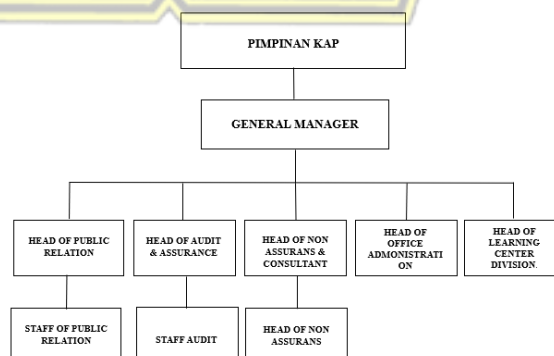 PIMPINAN KAP
GENERAL MANAGER
HEAD OF PUBLIC
RELATION
HEAD OF AUDIT
& ASSURANCE
HEAD OF NON
ASSURANS &
CONSULTANT
HEAD OF
OFFICE
ADMONISTRATI
ON
HEAD OF
LEARNING
CENTER
DIVISION.
STAFF OF PUBLIC
RELATION
STAFF AUDIT
HEAD OF NON
ASSURANS